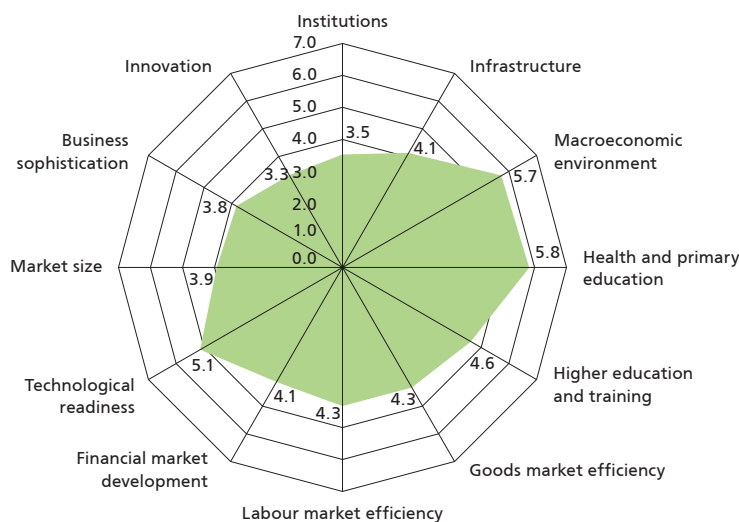 Institutions
7.0
Innovation
6.0
Infrastructure
5.0
4.0
3.5
Business
sophistication
Macroeconomic
environment
4.1
3.3
3.0
5.7
3.8
2.0
1.0
0.0
5.8
Market size
Health and primary
education
3.9
5.1
4.6
Technological
readiness
4.1
4.3
4.3
Higher education
and training
Financial market
development
Goods market efficiency
Labour market efficiency